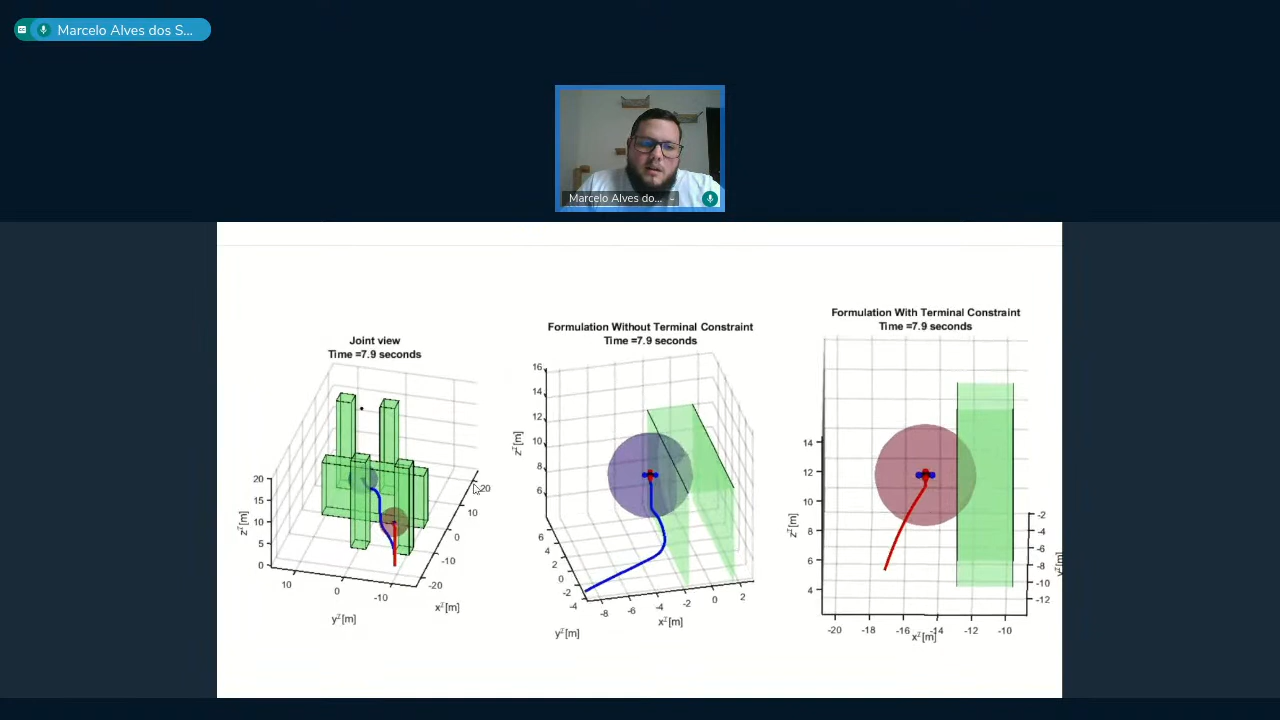 Marcelo Alves dos S...
Marcelo Alves do...
Joint view
Time =7.9 seconds
Formulation Without Terminal Constraint
Time =7.9 seconds
Formulation With Terminal Constraint
Time =7.9 seconds
20
15
10
5
0
z^I[m]
10
0
-10
y^I[m]
20
10
0
-10
-20
x^I[m]
16
14
12
10
8
6
z^I[m]
6
4
2
0
-2
-4
y^I[m]
-8
-6
-4
-2
0
2
x^I[m]
14
12
10
8
6
4
z^I[m]
-20
-18
-16
-14
-12
-10
x^I[m]
-2
-4
-6
-8
-10
-12
y^I[m]